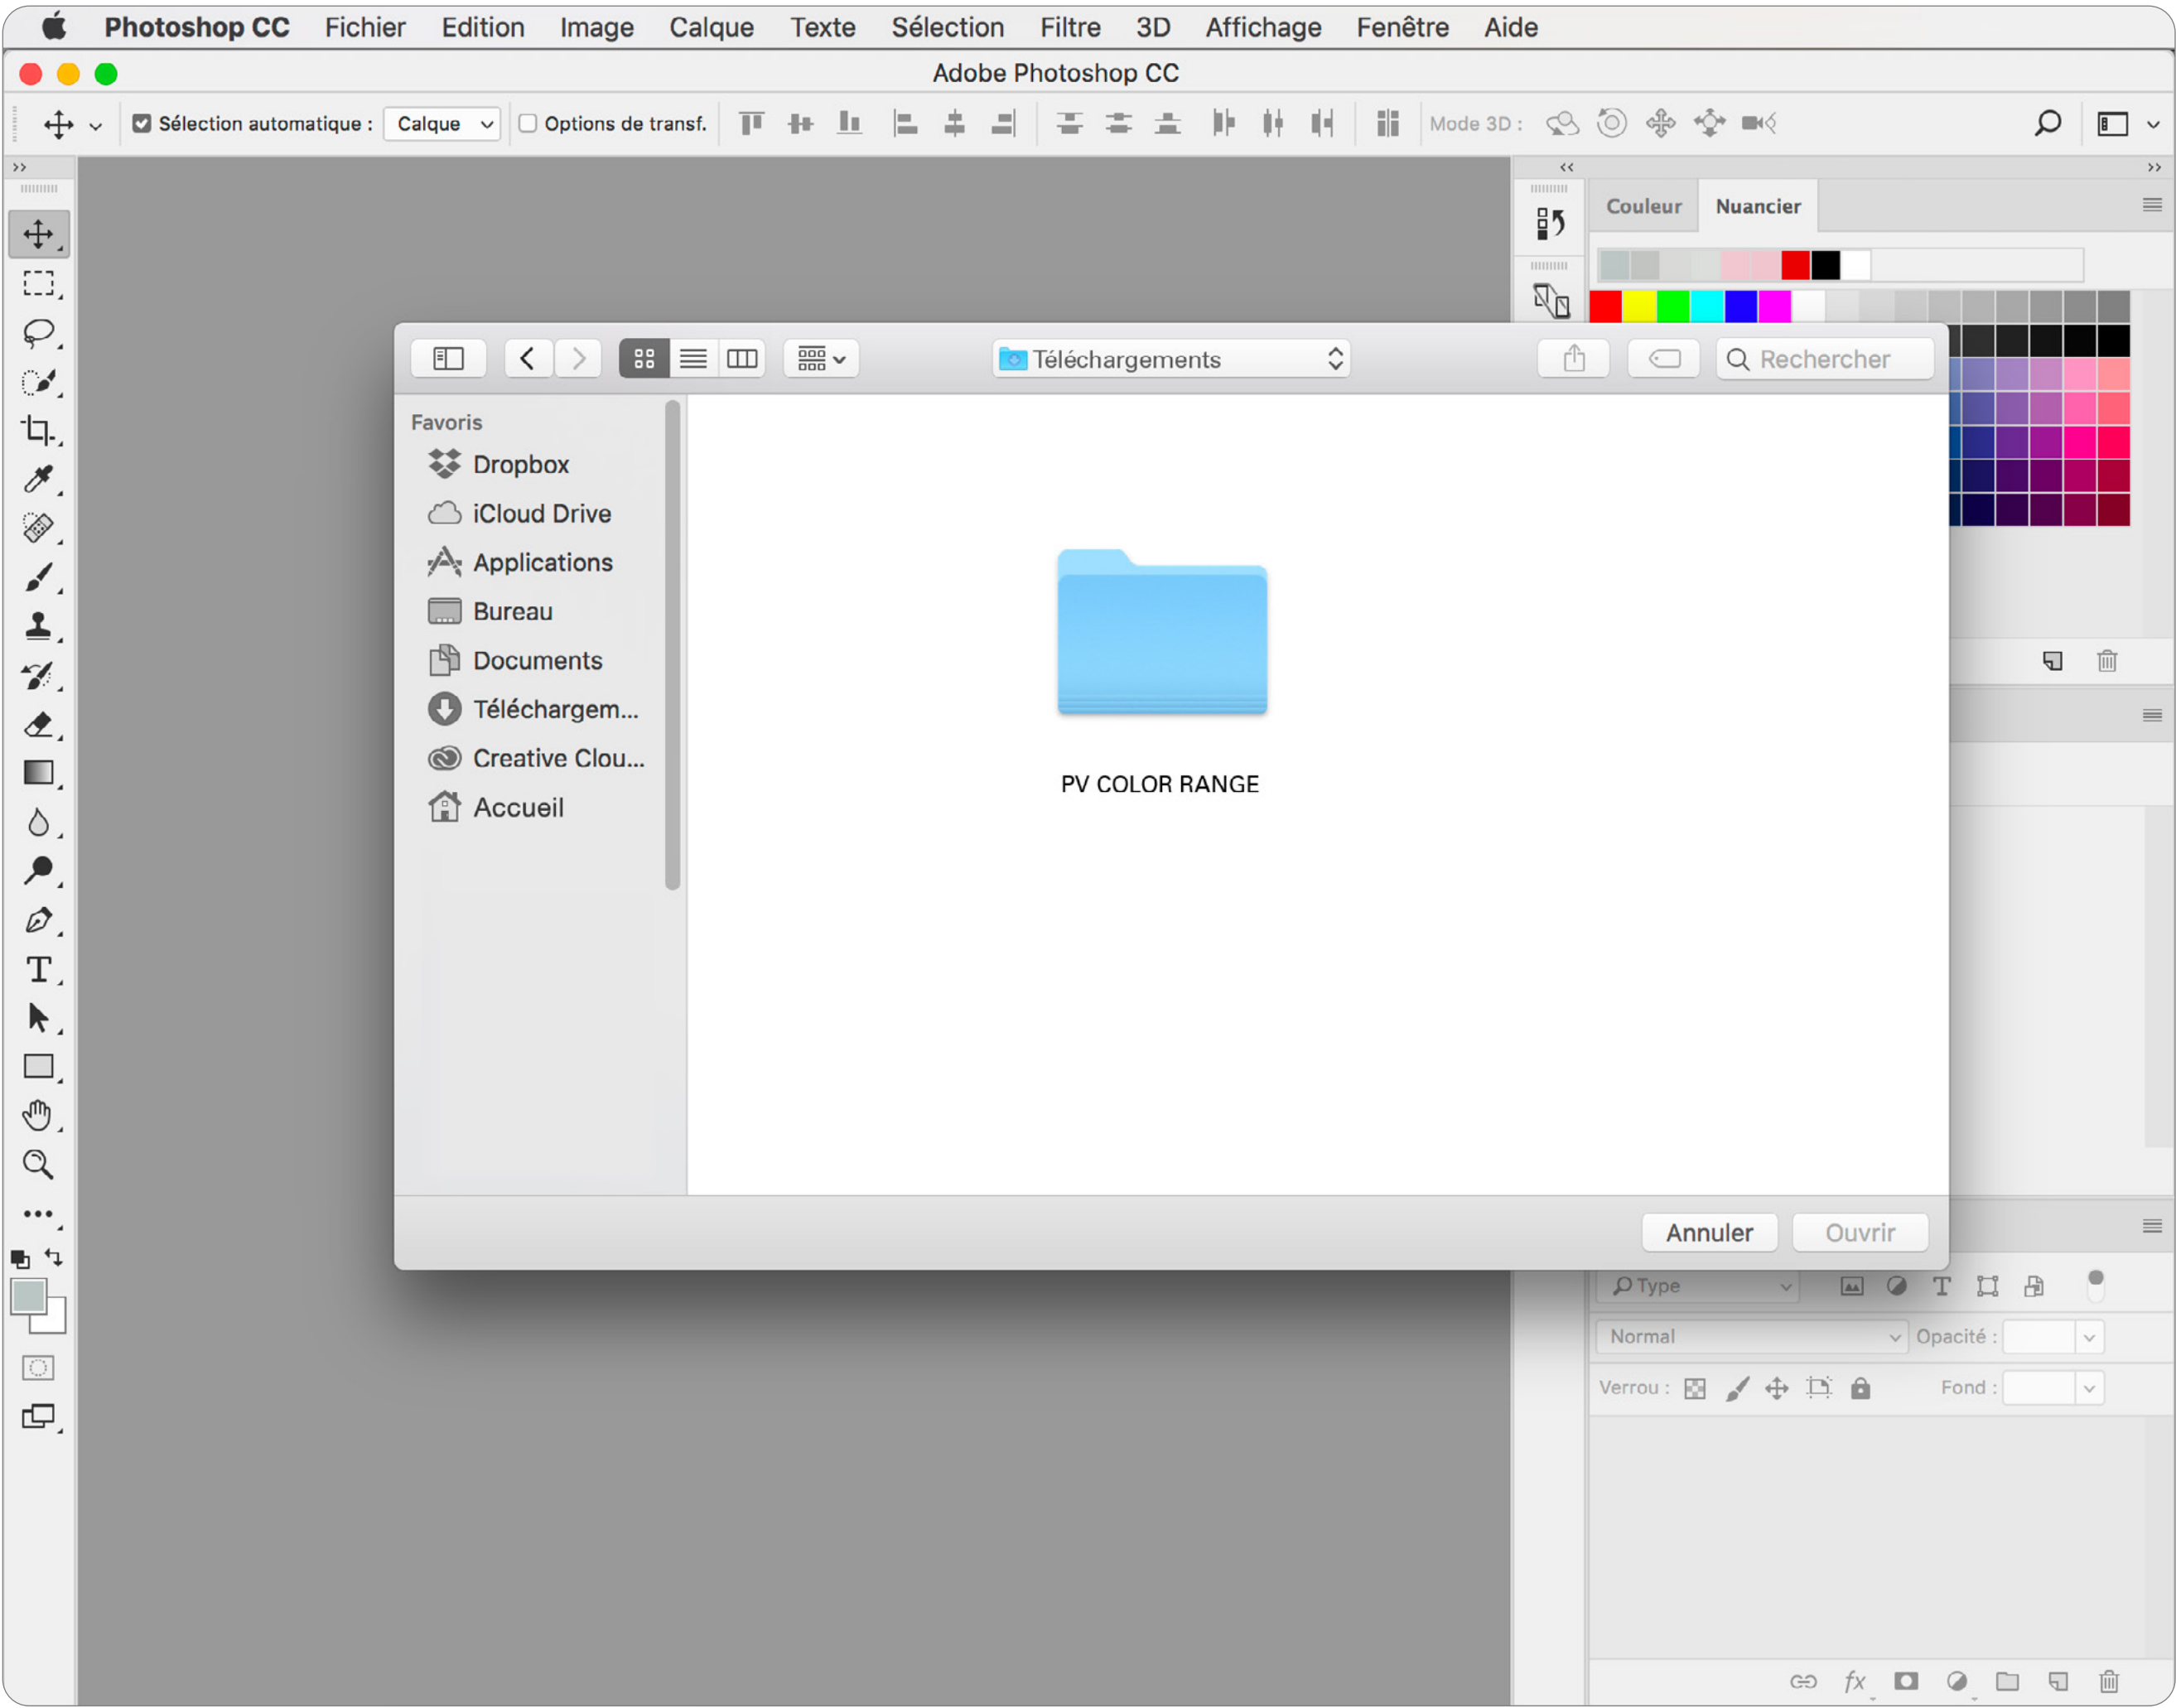 Photoshop CC Fichier Edition Image Calque Texte Sélection Filtre 3D Affichage Fenêtre Aide
Adobe Photoshop CC
Sélection automatique : Calque Options de transf. Mode 3D :
Couleur Nuancier
Téléchargements Rechercher
Favoris
Dropbox
iCloud Drive
Applications
Bureau
Documents
Téléchargem...
Creative Clou...
Accueil
PV COLOR RANGE
Annuler Ouvrir
Type
Normal Opacité :
Verrou : Fond :
fx